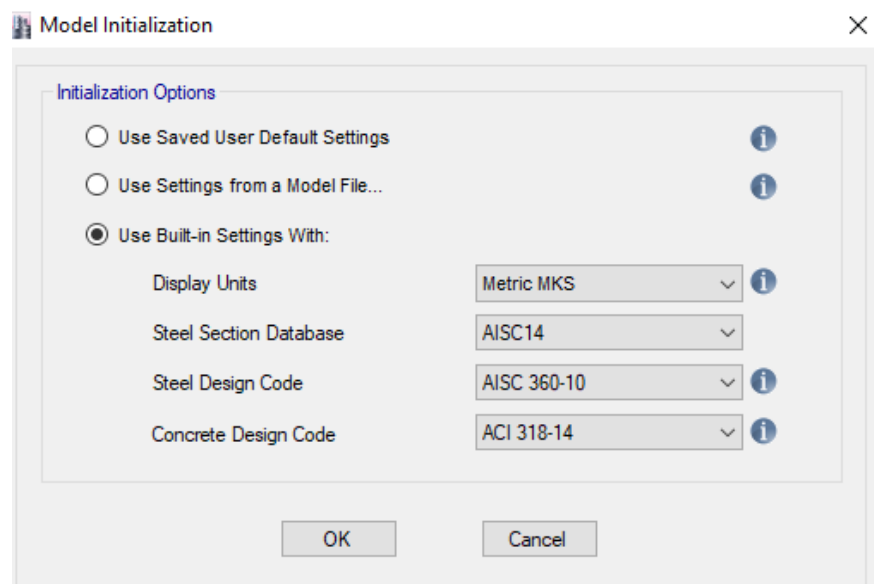 Model Initialization
Initialization Options
Use Saved User Default Settings
Use Settings from a Model File...
Use Built-in Settings With:
Display Units Metric MKS
Steel Section Database AISC14
Steel Design Code AISC 360-10
Concrete Design Code ACI 318-14
OK Cancel